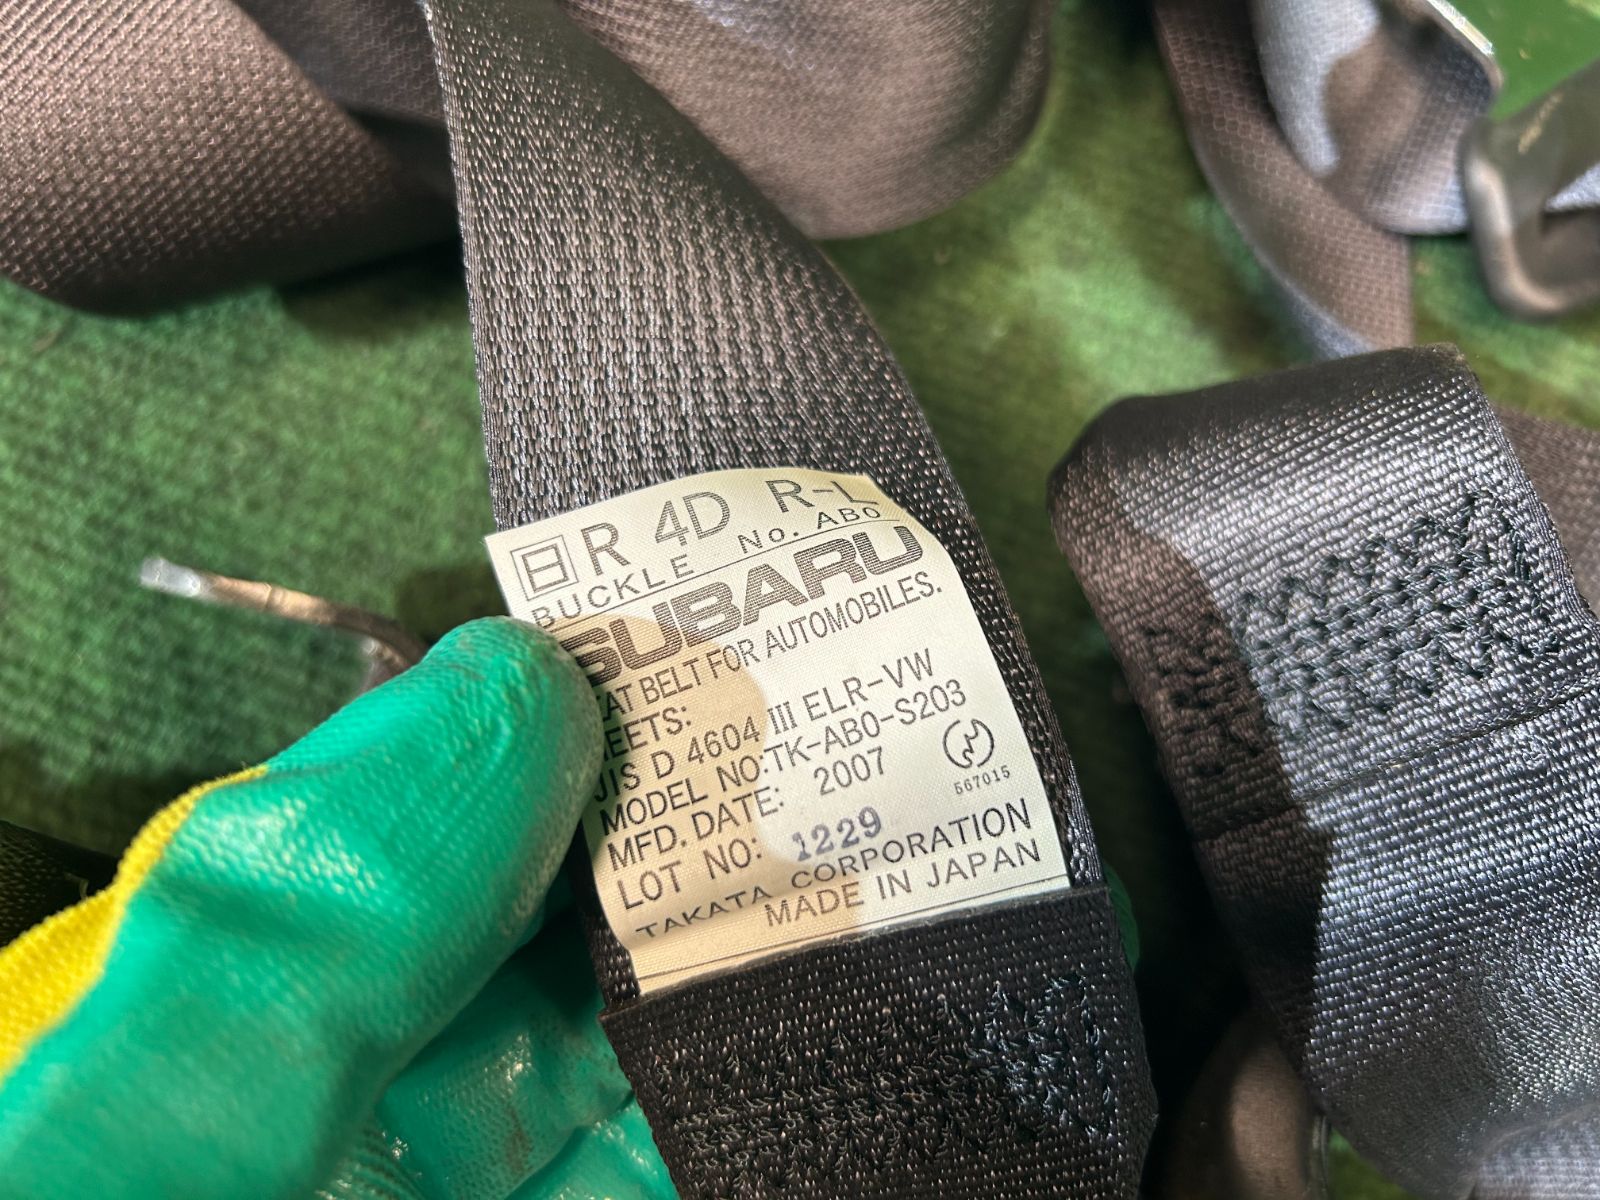 日 R 4D R-L
BUCKLE No. AB0
SUBARU
AT BELT FOR AUTOMOBILES.
EETS:
JIS D 4604 III ELR-VW
MODEL NO:TK-AB0-S203
MFD. DATE: 2007
567015
LOT NO: 1229
TAKATA CORPORATION
MADE IN JAPAN